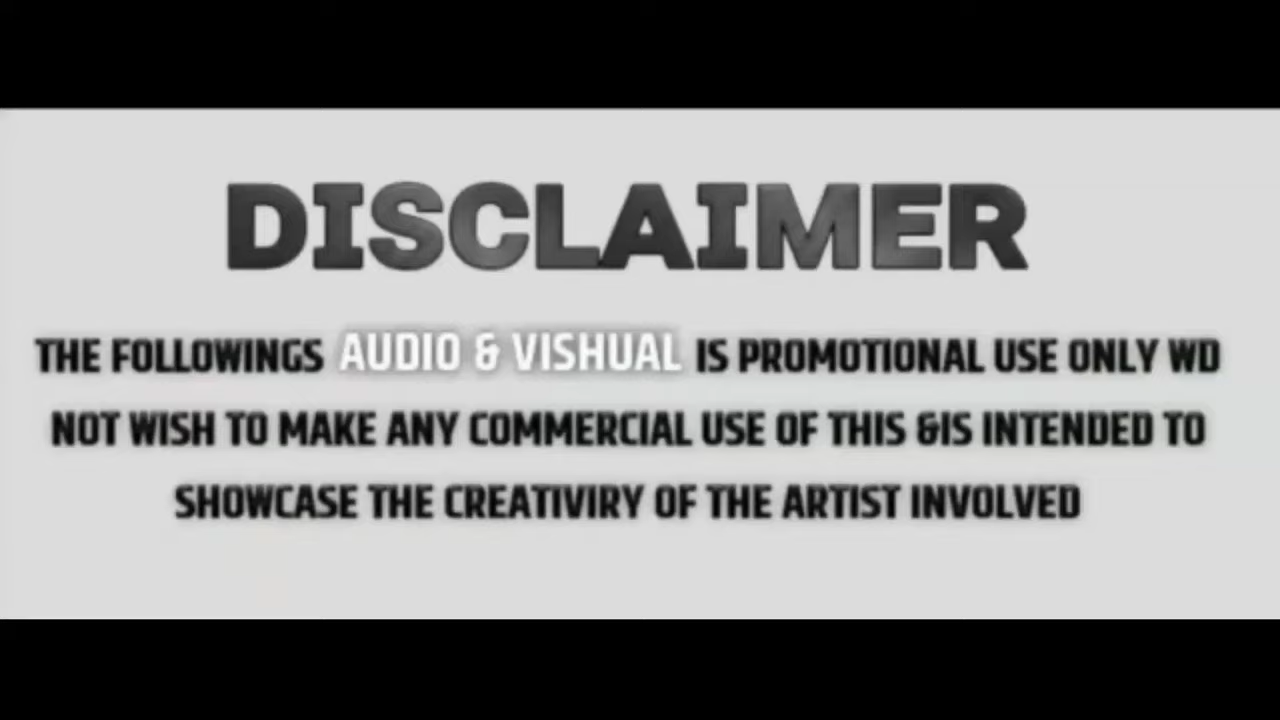 DISCLAIMER
THE FOLLOWINGS AUDIO & VISHUAL IS PROMOTIONAL USE ONLY WD
NOT WISH TO MAKE ANY COMMERCIAL USE OF THIS &IS INTENDED TO
SHOWCASE THE CREATIVIRY OF THE ARTIST INVOLVED